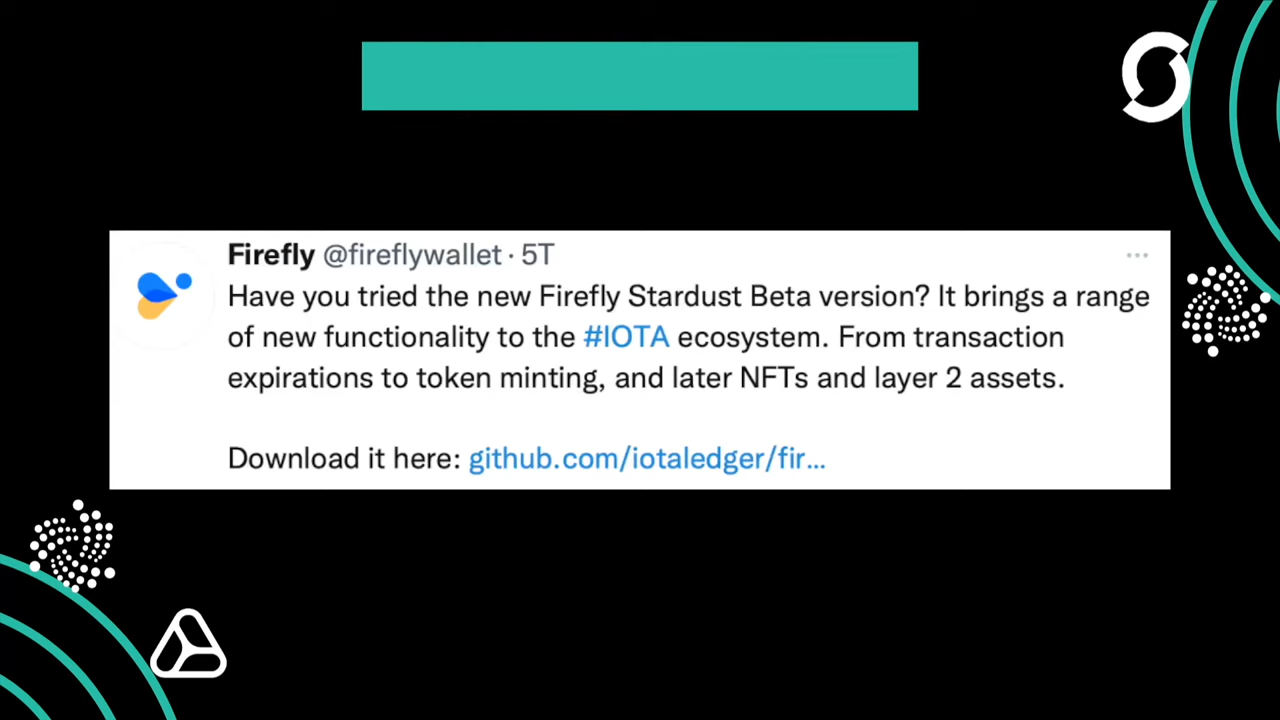 Firefly @fireflywallet · 5T
Have you tried the new Firefly Stardust Beta version? It brings a range
of new functionality to the #IOTA ecosystem. From transaction
expirations to token minting, and later NFTs and layer 2 assets.
Download it here: github.com/iotaledger/fir...